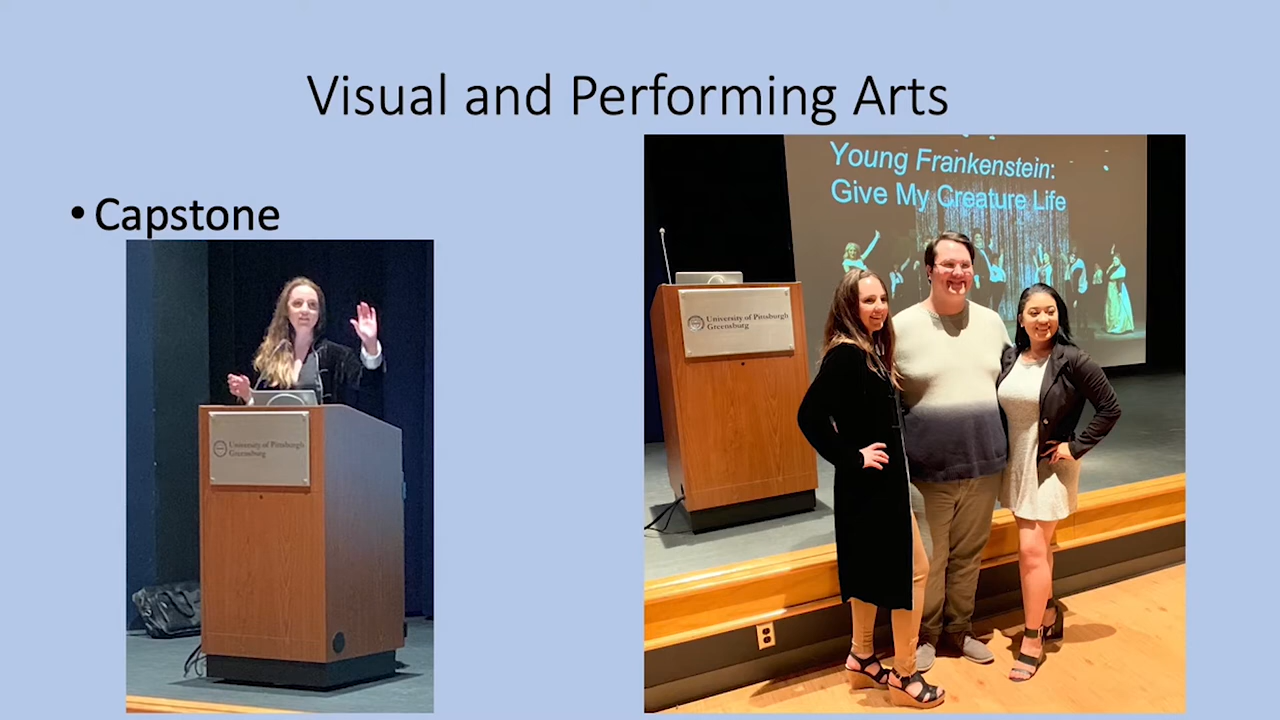 Visual and Performing Arts
• Capstone
University of Pittsburgh
Greensburg
Young Frankenstein:
Give My Creature Life
University of Pittsburgh
Greensburg